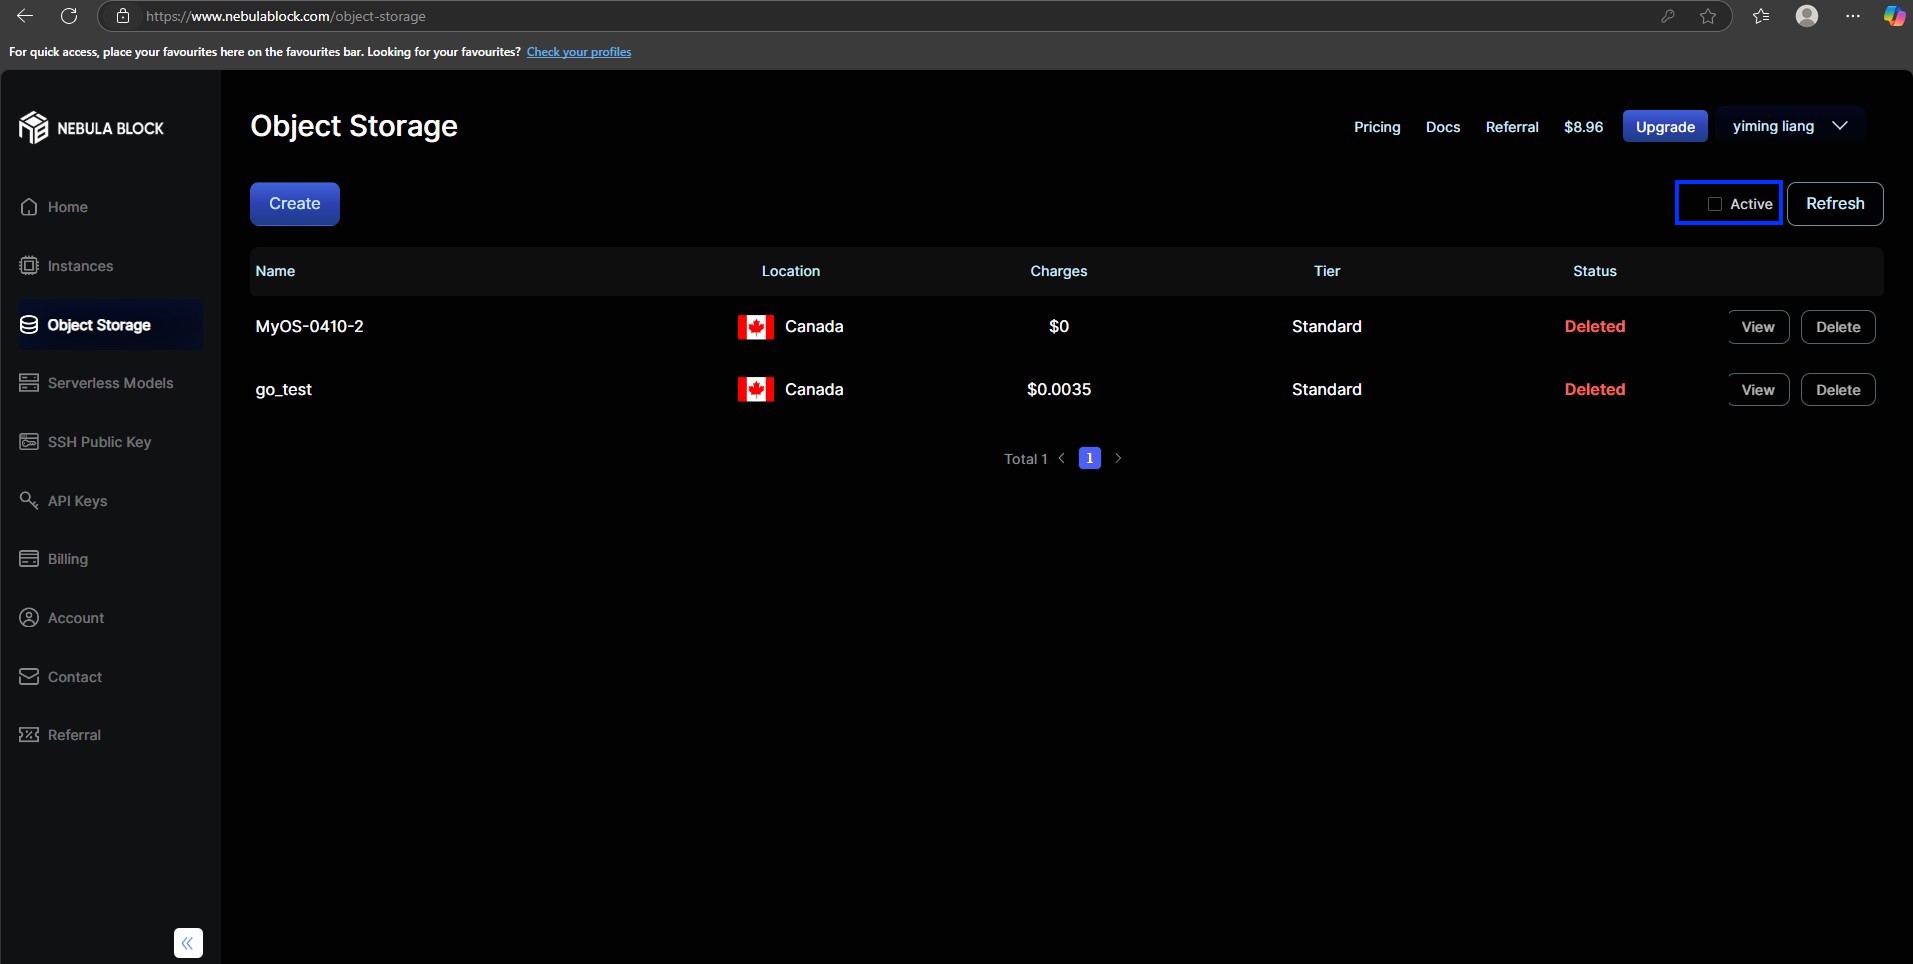 https://www.nebulablock.com/object-storage
For quick access, place your favourites here on the favourites bar. Looking for your favourites? Check your profiles
NEBULA BLOCK
Object Storage
Pricing Docs Referral $8.96 Upgrade yiming liang
Create
Active Refresh
Home
Instances
Object Storage
Serverless Models
SSH Public Key
API Keys
Billing
Account
Contact
Referral
Name Location Charges Tier Status
MyOS-0410-2 Canada $0 Standard Deleted View Delete
go_test Canada $0.0035 Standard Deleted View Delete
Total 1 < 1 >